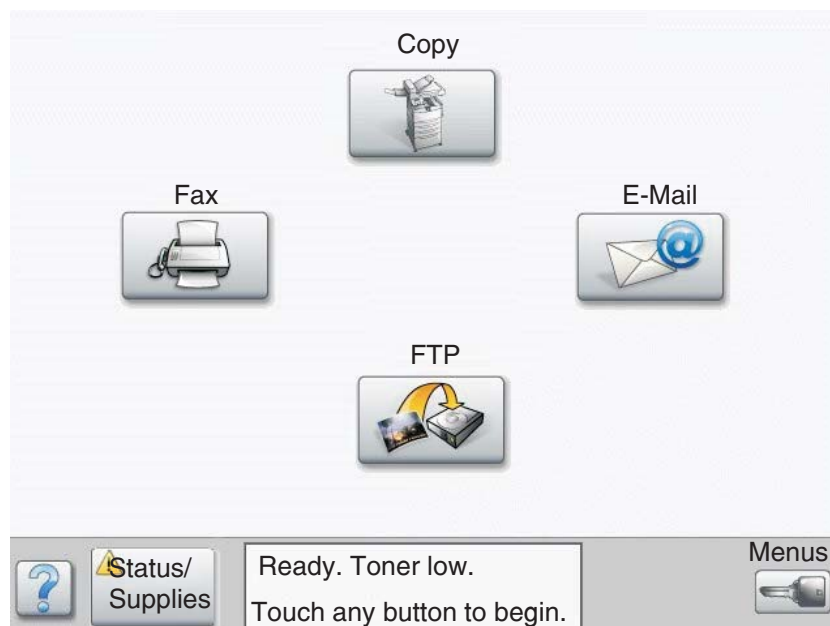 Copy
Fax
E-Mail
FTP
Status/
Supplies
Ready. Toner low.
Touch any button to begin.
Menus